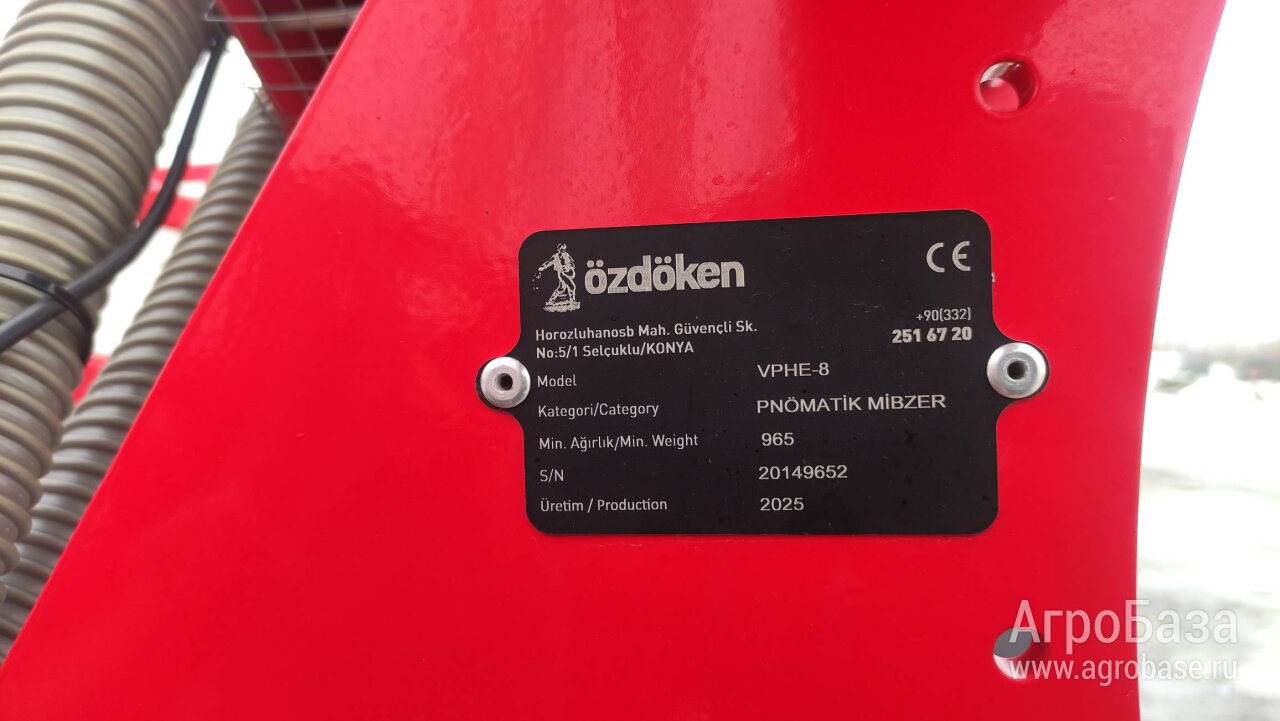 özdöken
CE
Horozluhanosb Mah. Güvençli Sk.
No:5/1 Selçuklu/KONYA
+90(332)
251 67 20
Model VPHE-8
Kategori/Category PNÖMATİK MİBZER
Min. Ağırlık/Min. Weight 965
S/N 20149652
Üretim / Production 2025
АгроБаза
www.agrobase.ru